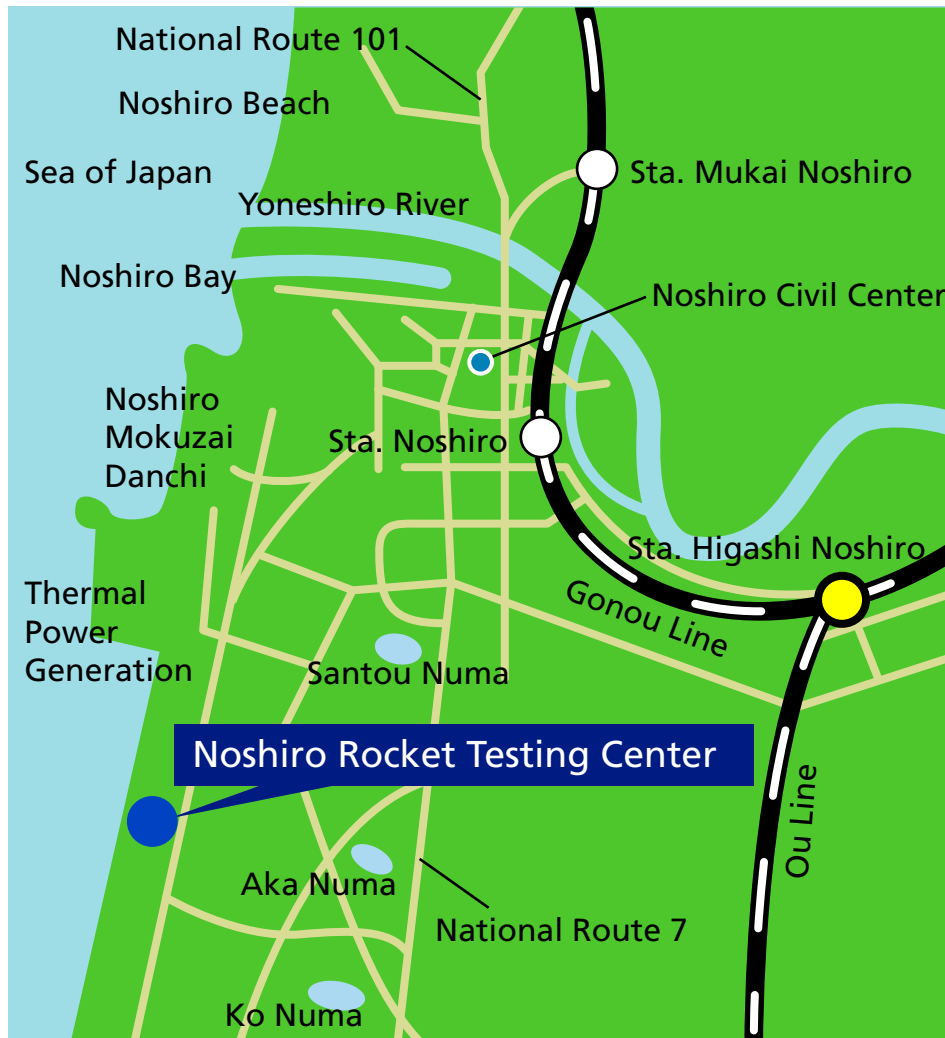 National Route 101
Noshiro Beach
Sea of Japan
Sta. Mukai Noshiro
Yoneshiro River
Noshiro Bay
Noshiro Civil Center
Noshiro
Mokuzai
Danchi
Sta. Noshiro
Sta. Higashi Noshiro
Thermal
Power
Generation
Gonou Line
Santou Numa
Noshiro Rocket Testing Center
Ou Line
Aka Numa
National Route 7
Ko Numa